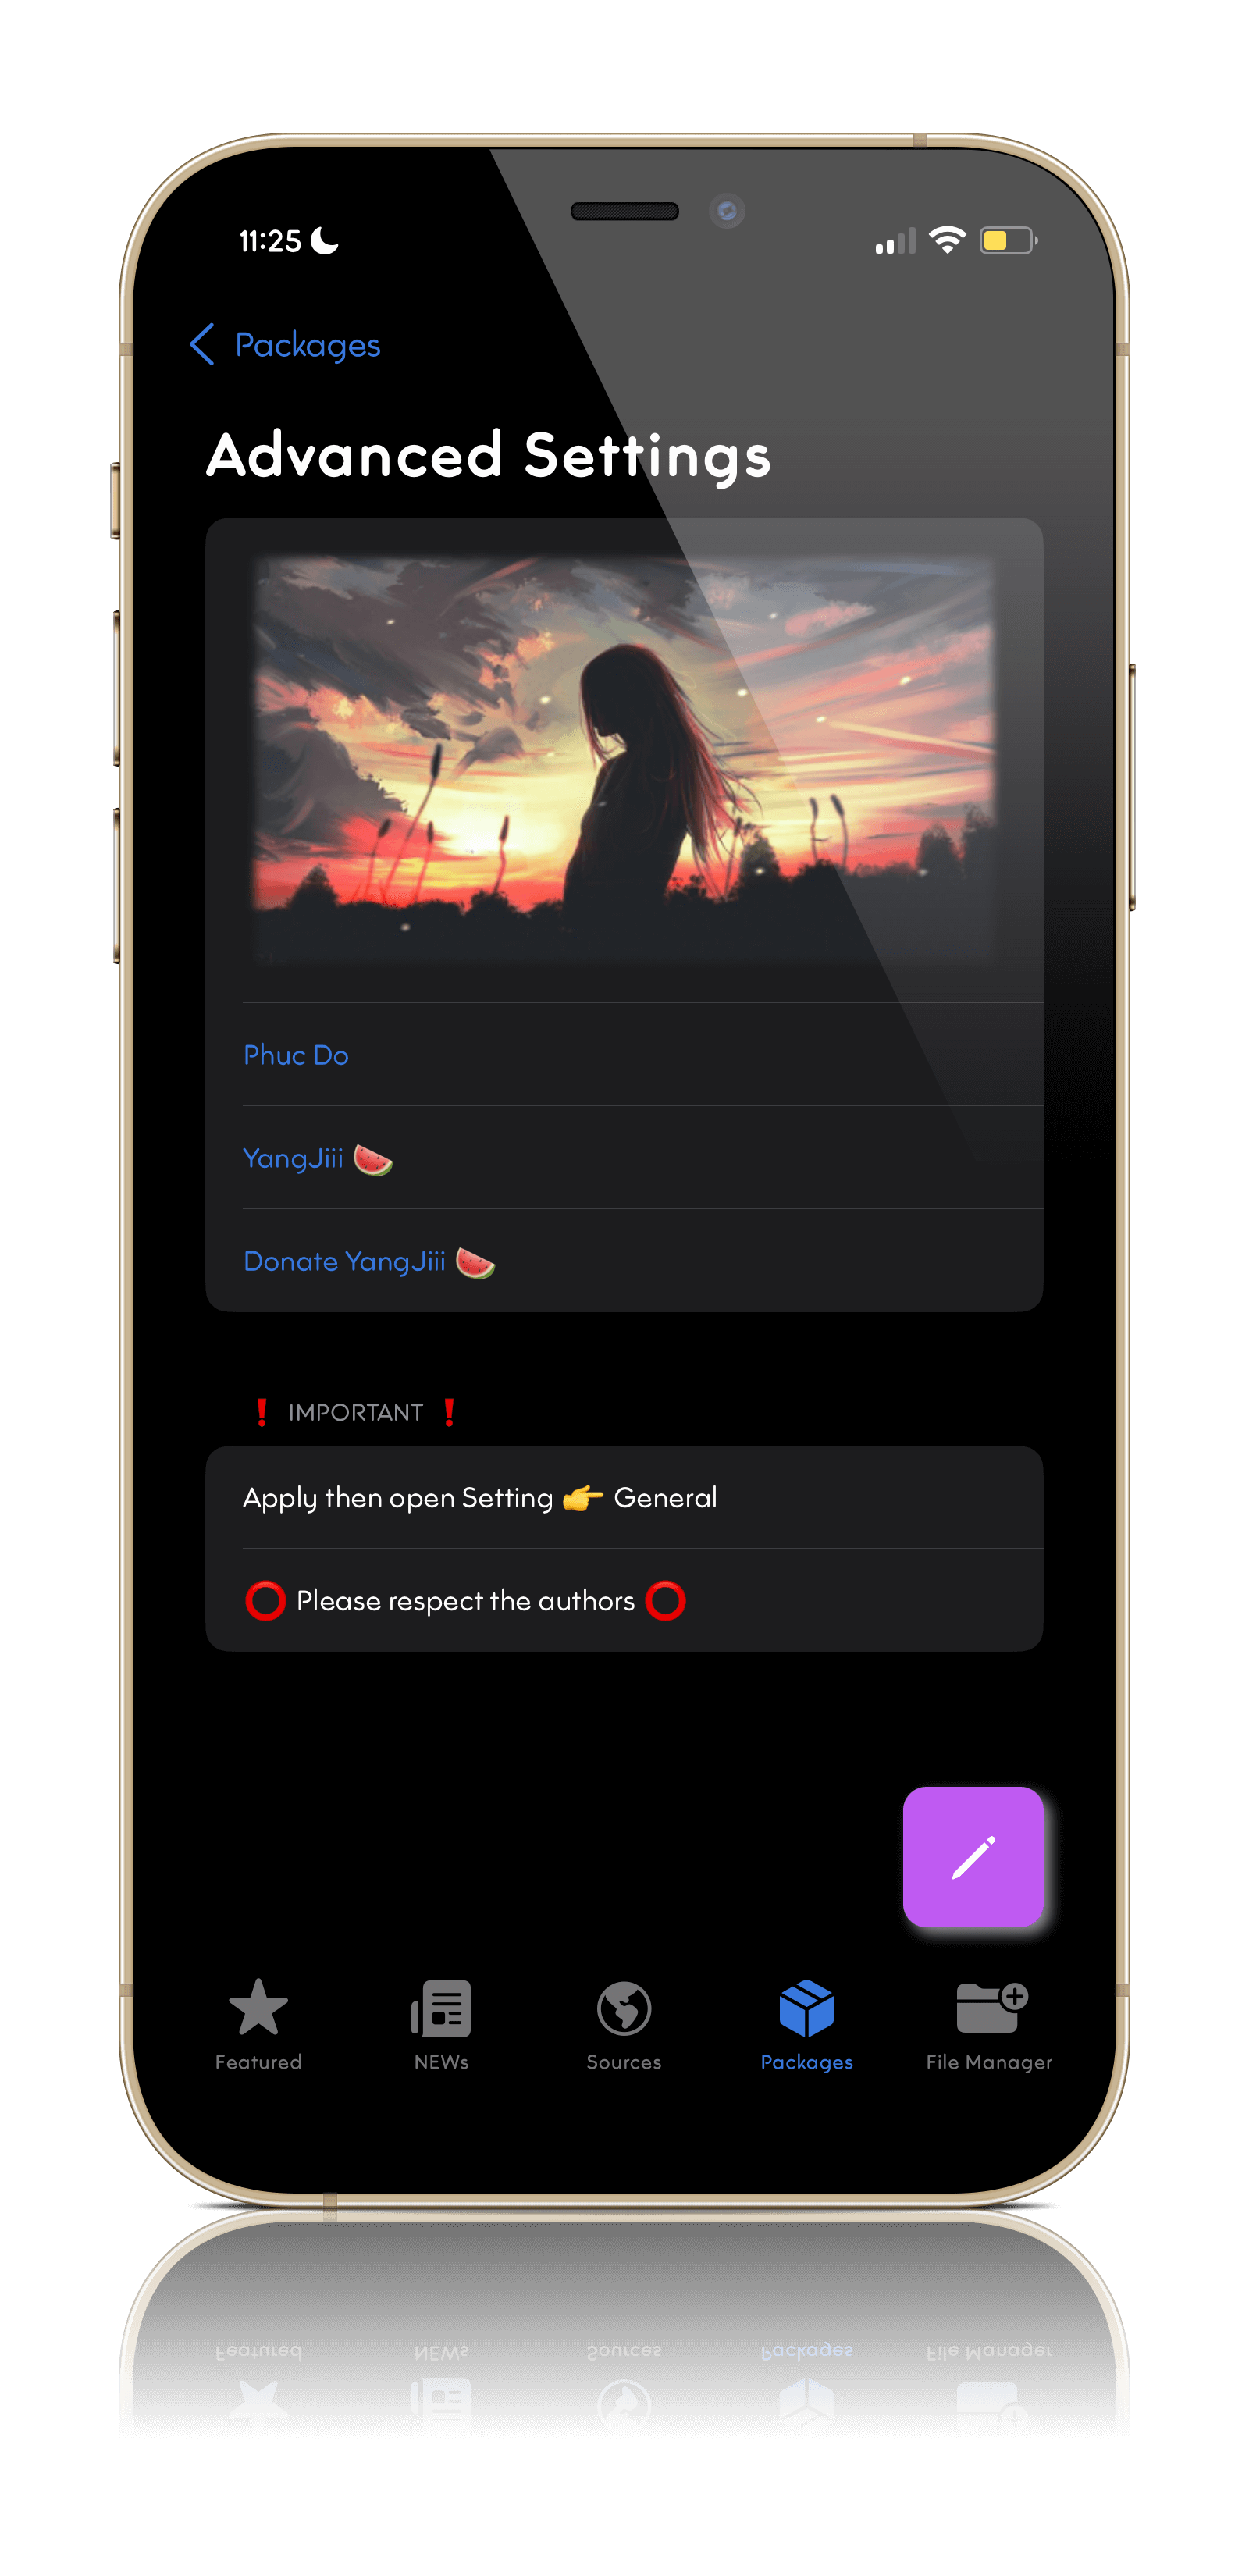 11:25
Packages
Advanced Settings
Phuc Do
YangJiii 🍉
Donate YangJiii 🍉
❗ IMPORTANT ❗
Apply then open Setting 👉 General
⭕ Please respect the authors ⭕
Featured
NEWs
Sources
Packages
File Manager